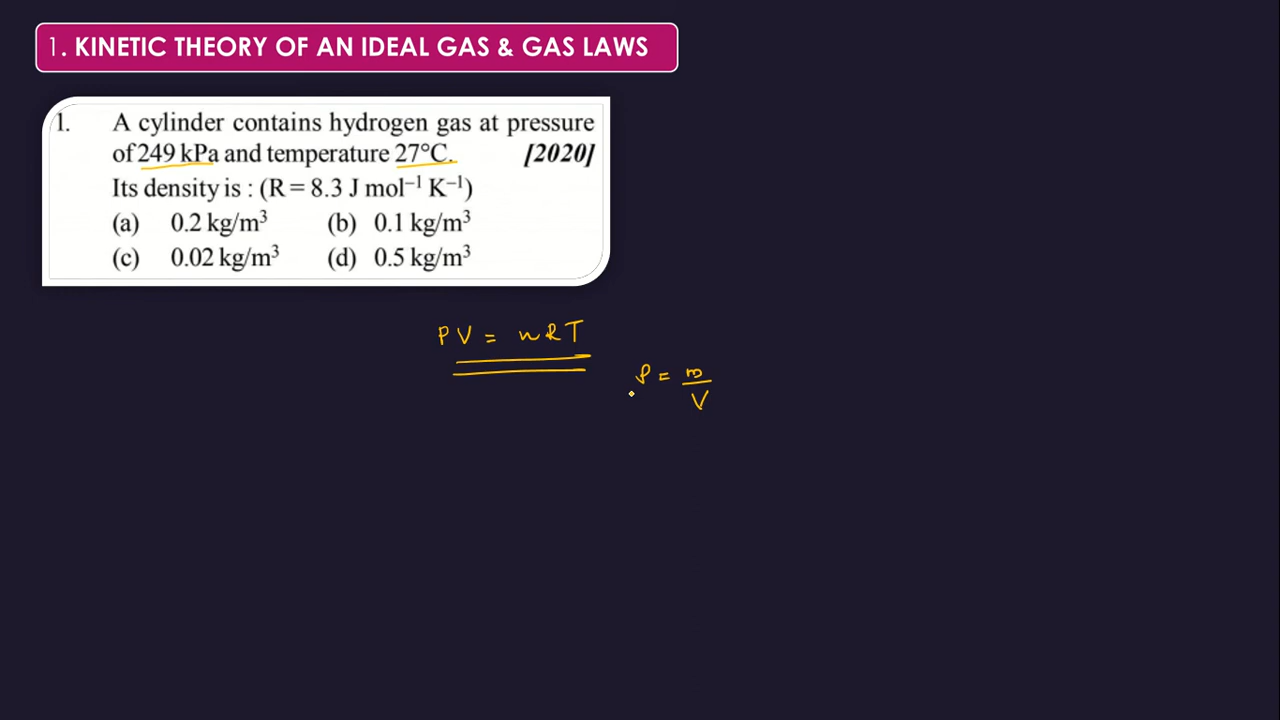 1. KINETIC THEORY OF AN IDEAL GAS & GAS LAWS
1. A cylinder contains hydrogen gas at pressure
of 249 kPa and temperature 27°C. [2020]
Its density is : (R = 8.3 J mol⁻¹ K⁻¹)
(a) 0.2 kg/m³ (b) 0.1 kg/m³
(c) 0.02 kg/m³ (d) 0.5 kg/m³
PV = nRT
ρ = m/V